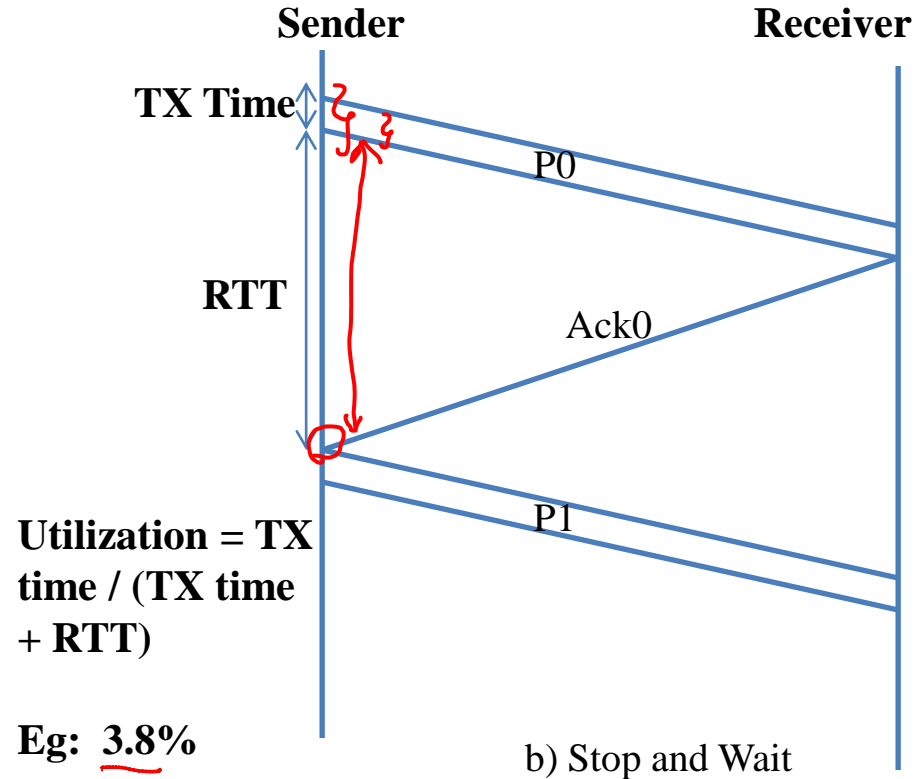 Sender
Receiver
TX Time
P0
RTT
Ack0
P1
Utilization = TX
time / (TX time
+ RTT)
Eg: 3.8%
b) Stop and Wait